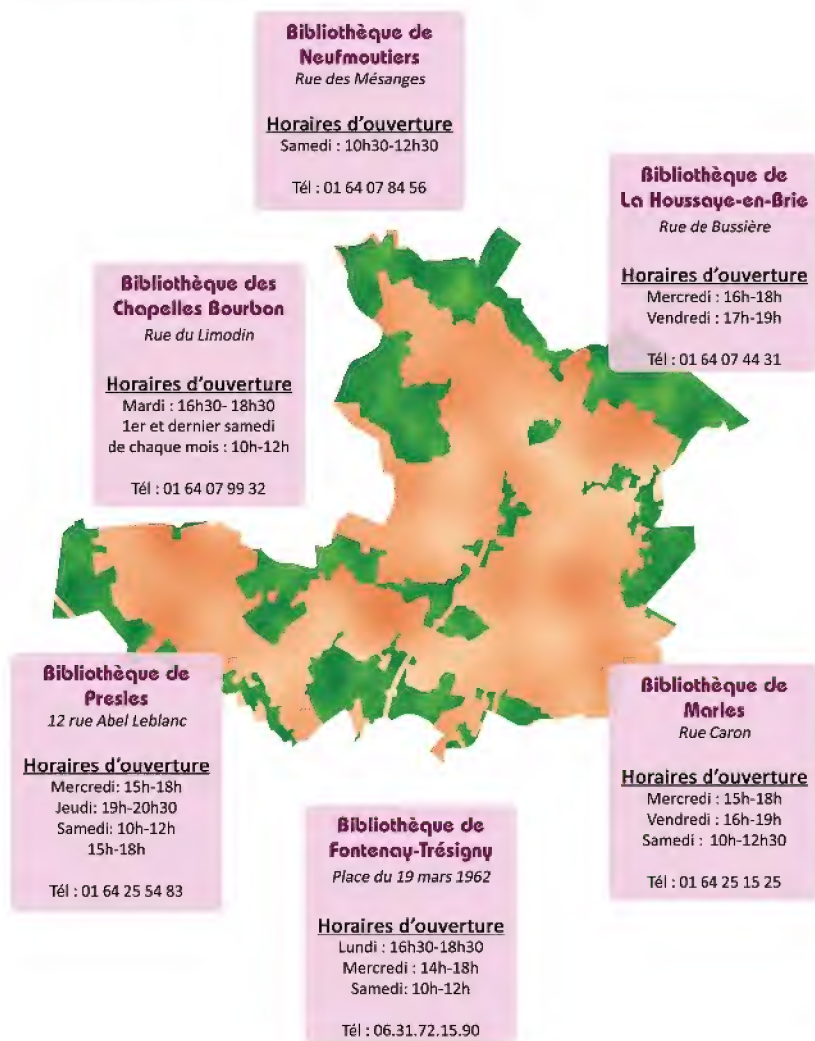 Bibliothèque de
Neufmoutiers
Rue des Mésanges
Horaires d'ouverture
Samedi : 10h30-12h30
Tél : 01 64 07 84 56
Bibliothèque de
La Houssaye-en-Brie
Rue de Bussière
Horaires d'ouverture
Mercredi : 16h-18h
Vendredi : 17h-19h
Tél : 01 64 07 44 31
Bibliothèque des
Chapelles Bourbon
Rue du Limodin
Horaires d'ouverture
Mardi : 16h30- 18h30
1er et dernier samedi
de chaque mois : 10h-12h
Tél : 01 64 07 99 32
Bibliothèque de
Presles
12 rue Abel Leblanc
Horaires d'ouverture
Mercredi: 15h-18h
Jeudi: 19h-20h30
Samedi: 10h-12h
15h-18h
Tél : 01 64 25 54 83
Bibliothèque de
Marles
Rue Caron
Horaires d'ouverture
Mercredi : 15h-18h
Vendredi : 16h-19h
Samedi : 10h-12h30
Tél : 01 64 25 15 25
Bibliothèque de
Fontenay-Trésigny
Place du 19 mars 1962
Horaires d'ouverture
Lundi : 16h30-18h30
Mercredi : 14h-18h
Samedi: 10h-12h
Tél : 06.31.72.15.90